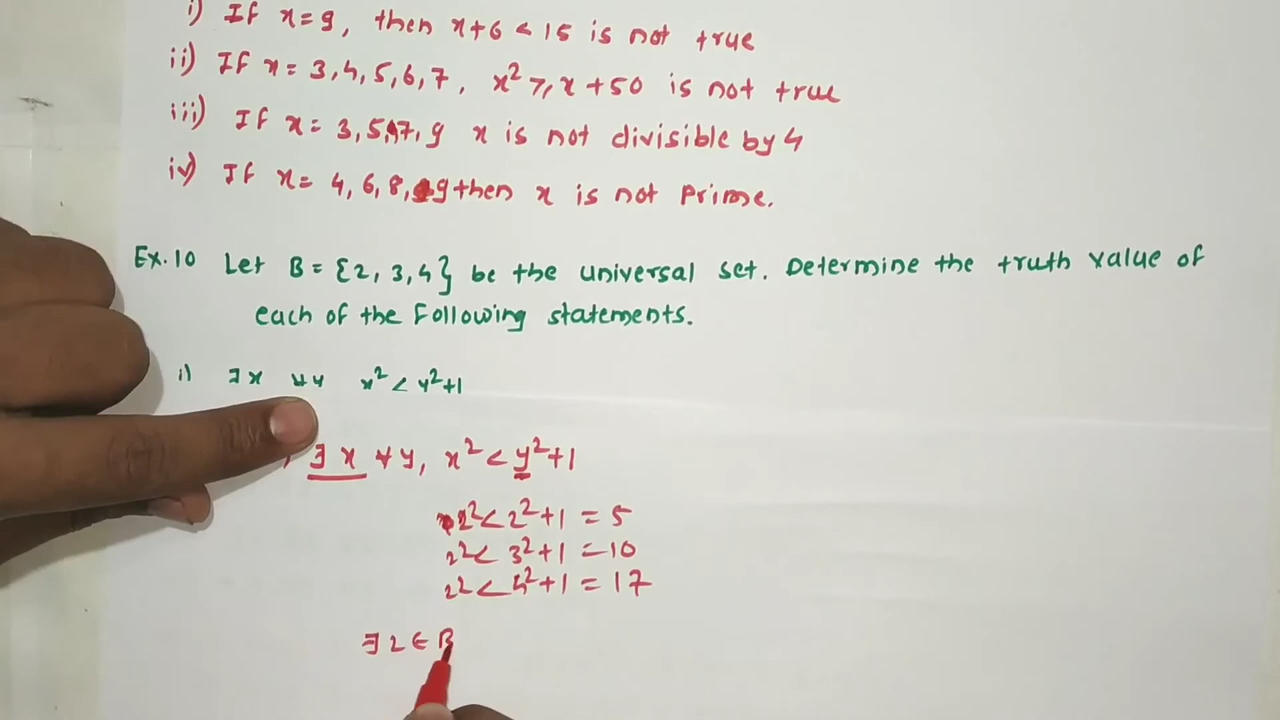 i) If x=9, then x+6 < 15 is not true
ii) If x= 3,4,5,6,7, x² ≥ x +50 is not true
iii) If x= 3,5,7,9 x is not divisible by 4
iv) If x= 4,6,8,9 then x is not prime.
Ex.10 Let B={2,3,4} be the universal set. Determine the truth value of
each of the following statements.
i) ∃x ∀y x² < y²+1
∃ x ∀ y, x² < y²+1
2² < 2²+1 = 5
2² < 3²+1 = 10
2² < 4²+1 = 17
∃ 2 ∈ B